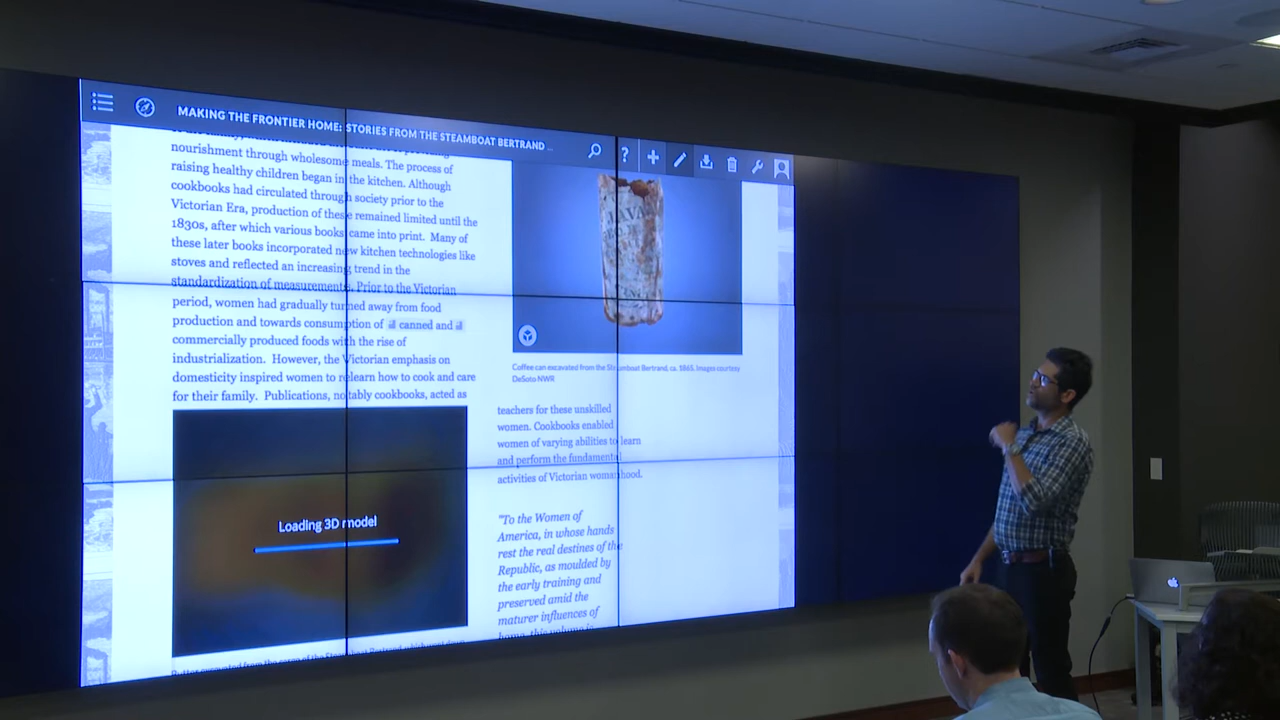 MAKING THE FRONTIER HOME: STORIES FROM THE STEAMBOAT BERTRAND ...
?
nourishment through wholesome meals. The process of
raising healthy children began in the kitchen. Although
cookbooks had circulated through society prior to the
Victorian Era, production of these remained limited until the
1830s, after which various books came into print. Many of
these later books incorporated new kitchen technologies like
stoves and reflected an increasing trend in the
standardization of measurements. Prior to the Victorian
period, women had gradually turned away from food
production and towards consumption of canned and
commercially produced foods with the rise of
industrialization. However, the Victorian emphasis on
domesticity inspired women to relearn how to cook and care
for their family. Publications, notably cookbooks, acted as
Loading 3D model
JAVA
Coffee can excavated from the Steamboat Bertrand, ca. 1865. Images courtesy
DeSoto NWR
teachers for these unskilled
women. Cookbooks enabled
women of varying abilities to learn
and perform the fundamental
activities of Victorian womanhood.
"To the Women of
America, in whose hands
rest the real destines of the
Republic, as moulded by
the early training and
preserved amid the
maturer influences of
home, this volume is